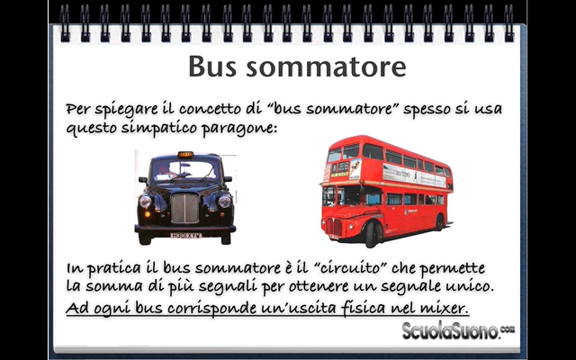 Bus sommatore
Per spiegare il concetto di “bus sommatore” spesso si usa
questo simpatico paragone:
In pratica il bus sommatore è il “circuito” che permette
la somma di più segnali per ottenere un segnale unico.
Ad ogni bus corrisponde un’uscita fisica nel mixer.
ScuolaSuono.com